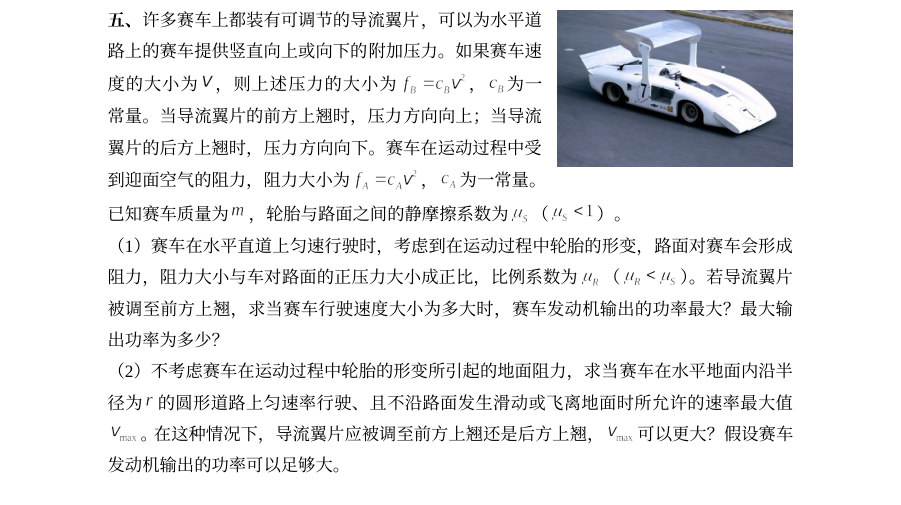 五、许多赛车上都装有可调节的导流翼片，可以为水平道
路上的赛车提供竖直向上或向下的附加压力。如果赛车速
度的大小为 v，则上述压力的大小为 f_B = c_B v²，c_B 为一
常量。当导流翼片的前方上翘时，压力方向向上；当导流
翼片的后方上翘时，压力方向向下。赛车在运动过程中受
到迎面空气的阻力，阻力大小为 f_A = c_A v²，c_A 为一常量。
已知赛车质量为 m，轮胎与路面之间的静摩擦系数为 μ_S（μ_S < 1）。
（1）赛车在水平直道上匀速行驶时，考虑到在运动过程中轮胎的形变，路面对赛车会形成
阻力，阻力大小与车对路面的正压力大小成正比，比例系数为 μ_R（μ_R < μ_S）。若导流翼片
被调至前方上翘，求当赛车行驶速度大小为多大时，赛车发动机输出的功率最大？最大输
出功率为多少？
（2）不考虑赛车在运动过程中轮胎的形变所引起的地面阻力，求当赛车在水平地面内沿半
径为 r 的圆形道路上匀速率行驶、且不沿路面发生滑动或飞离地面时所允许的速率最大值
v_max。在这种情况下，导流翼片应被调至前方上翘还是后方上翘，v_max 可以更大？假设赛车
发动机输出的功率可以足够大。
7